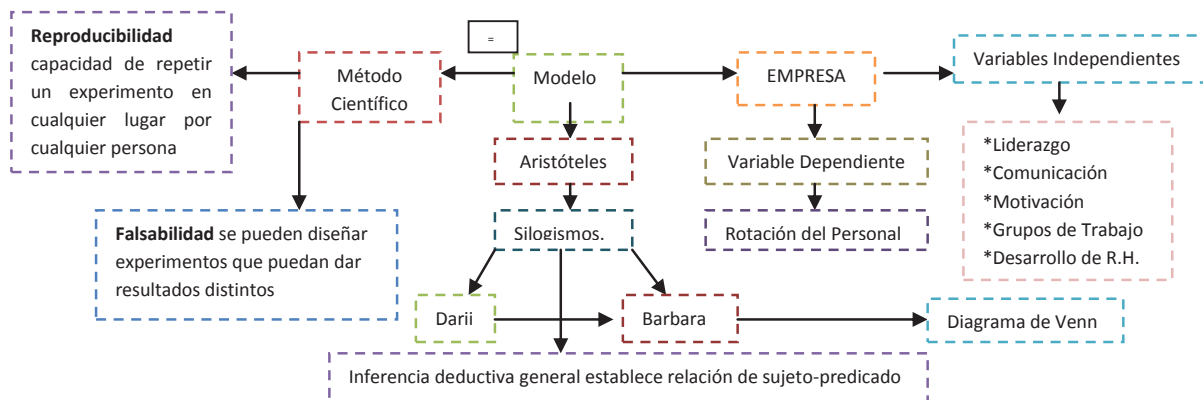 Reproducibilidad
capacidad de repetir
un experimento en
cualquier lugar por
cualquier persona
=
Método
Científico
Modelo
EMPRESA
Variables Independientes
Aristóteles
Variable Dependiente
*Liderazgo
*Comunicación
*Motivación
*Grupos de Trabajo
*Desarrollo de R.H.
Falsabilidad se pueden diseñar
experimentos que puedan dar
resultados distintos
Silogismos.
Rotación del Personal
Darii
Barbara
Diagrama de Venn
Inferencia deductiva general establece relación de sujeto-predicado